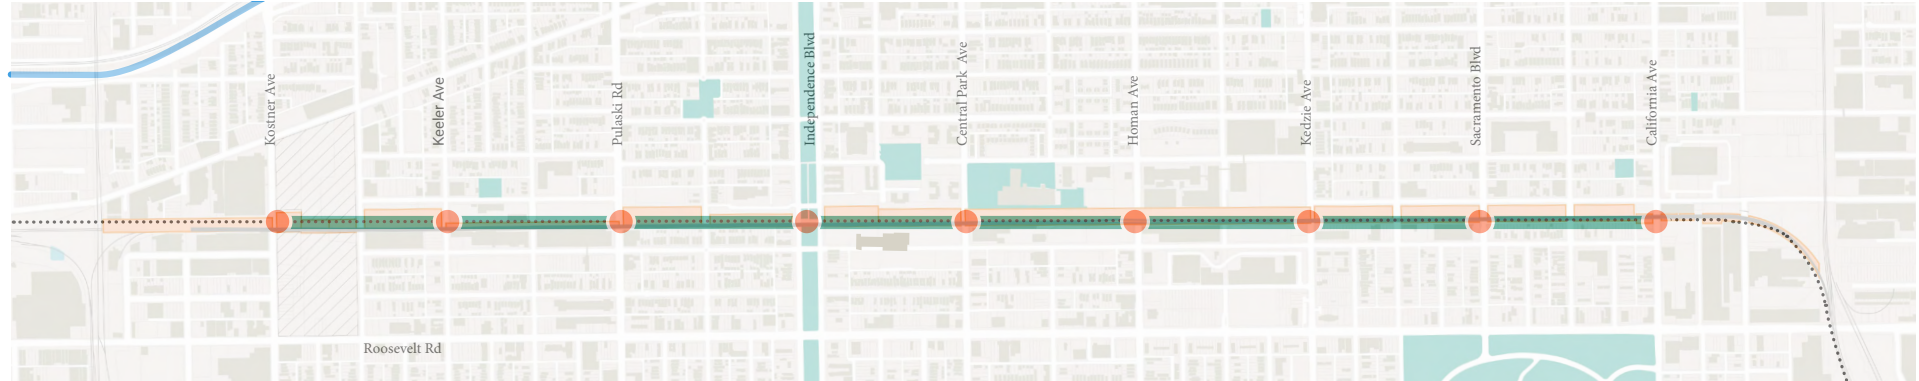 Kostner Ave
Keeler Ave
Pulaski Rd
Independence Blvd
Central Park Ave
Homan Ave
Kedzie Ave
Sacramento Blvd
California Ave
Roosevelt Rd